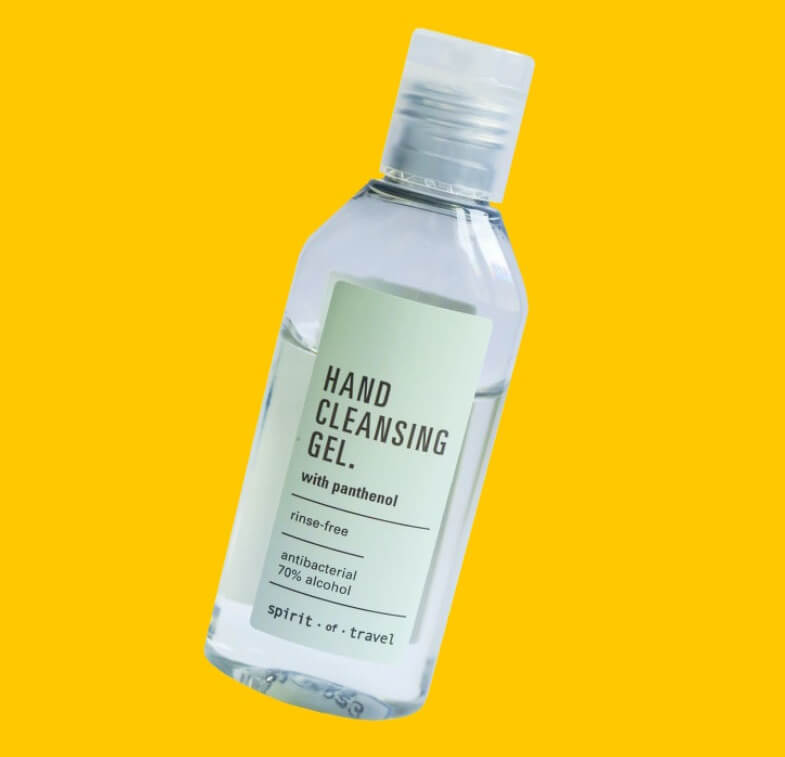 HAND
CLEANSING
GEL.
with panthenol
rinse-free
antibacterial
70% alcohol
spirit · of · travel